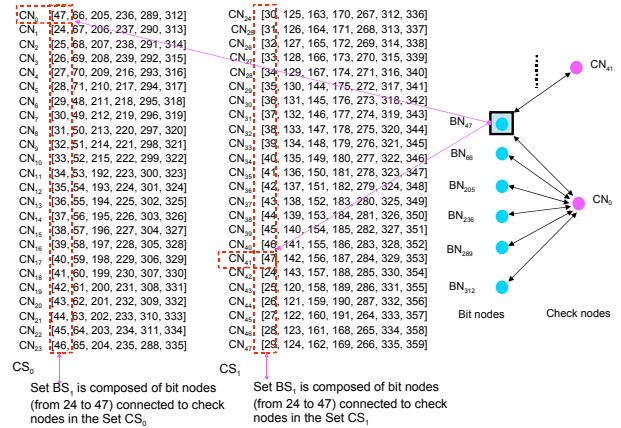 CN₀ [47, 66, 205, 236, 289, 312]
CN₁ [24, 67, 206, 237, 290, 313]
CN₂ [25, 68, 207, 238, 291, 314]
CN₃ [26, 69, 208, 239, 292, 315]
CN₄ [27, 70, 209, 216, 293, 316]
CN₅ [28, 71, 210, 217, 294, 317]
CN₆ [29, 48, 211, 218, 295, 318]
CN₇ [30, 49, 212, 219, 296, 319]
CN₈ [31, 50, 213, 220, 297, 320]
CN₉ [32, 51, 214, 221, 298, 321]
CN₁₀ [33, 52, 215, 222, 299, 322]
CN₁₁ [34, 53, 192, 223, 300, 323]
CN₁₂ [35, 54, 193, 224, 301, 324]
CN₁₃ [36, 55, 194, 225, 302, 325]
CN₁₄ [37, 56, 195, 226, 303, 326]
CN₁₅ [38, 57, 196, 227, 304, 327]
CN₁₆ [39, 58, 197, 228, 305, 328]
CN₁₇ [40, 59, 198, 229, 306, 329]
CN₁₈ [41, 60, 199, 230, 307, 330]
CN₁₉ [42, 61, 200, 231, 308, 331]
CN₂₀ [43, 62, 201, 232, 309, 332]
CN₂₁ [44, 63, 202, 233, 310, 333]
CN₂₂ [45, 64, 203, 234, 311, 334]
CN₂₃ [46, 65, 204, 235, 288, 335]
CS₀
Set BS₁ is composed of bit nodes
(from 24 to 47) connected to check
nodes in the Set CS₀
CN₂₄ [30, 125, 163, 170, 267, 312, 336]
CN₂₅ [31, 126, 164, 171, 268, 313, 337]
CN₂₆ [32, 127, 165, 172, 269, 314, 338]
CN₂₇ [33, 128, 166, 173, 270, 315, 339]
CN₂₈ [34, 129, 167, 174, 271, 316, 340]
CN₂₉ [35, 130, 144, 175, 272, 317, 341]
CN₃₀ [36, 131, 145, 176, 273, 318, 342]
CN₃₁ [37, 132, 146, 177, 274, 319, 343]
CN₃₂ [38, 133, 147, 178, 275, 320, 344]
CN₃₃ [39, 134, 148, 179, 276, 321, 345]
CN₃₄ [40, 135, 149, 180, 277, 322, 346]
CN₃₅ [41, 136, 150, 181, 278, 323, 347]
CN₃₆ [42, 137, 151, 182, 279, 324, 348]
CN₃₇ [43, 138, 152, 183, 280, 325, 349]
CN₃₈ [44, 139, 153, 184, 281, 326, 350]
CN₃₉ [45, 140, 154, 185, 282, 327, 351]
CN₄₀ [46, 141, 155, 186, 283, 328, 352]
CN₄₁ [47, 142, 156, 187, 284, 329, 353]
CN₄₂ [24, 143, 157, 188, 285, 330, 354]
CN₄₃ [25, 120, 158, 189, 286, 331, 355]
CN₄₄ [26, 121, 159, 190, 287, 332, 356]
CN₄₅ [27, 122, 160, 191, 264, 333, 357]
CN₄₆ [28, 123, 161, 168, 265, 334, 358]
CN₄₇ [29, 124, 162, 169, 266, 335, 359]
CS₁
Set BS₁ is composed of bit nodes
(from 24 to 47) connected to check
nodes in the Set CS₁
CN₄₁
BN₄₇
BN₆₆
BN₂₀₅
CN₀
BN₂₃₆
BN₂₈₉
BN₃₁₂
Bit nodes
Check nodes